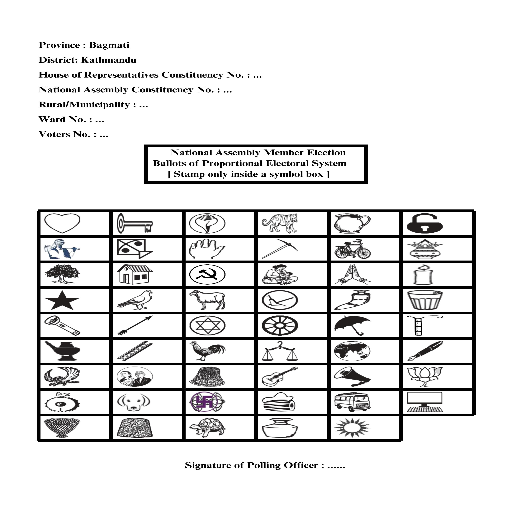 Province : Bagmati
District: Kathmandu
House of Representatives Constituency No. : ...
National Assembly Constituency No. : ...
Rural/Municipality : ...
Ward No. : ...
Voters No. : ...
National Assembly Member Election
Ballots of Proportional Electoral System
[ Stamp only inside a symbol box ]
Signature of Polling Officer : ......